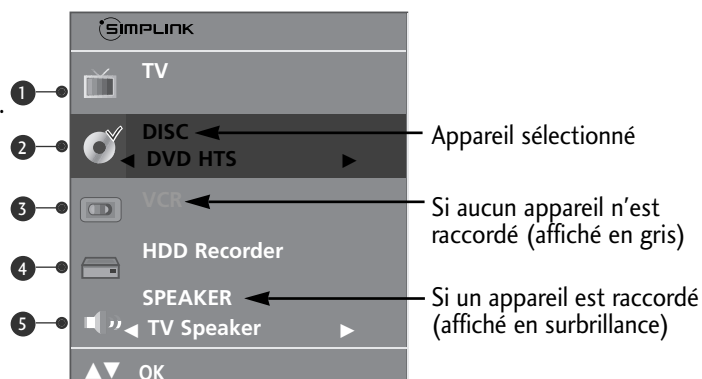 SIMPLINK
1
TV
2
DISC
DVD HTS
Appareil sélectionné
3
VCR
Si aucun appareil n'est
raccordé (affiché en gris)
4
HDD Recorder
5
SPEAKER
TV Speaker
Si un appareil est raccordé
(affiché en surbrillance)
OK